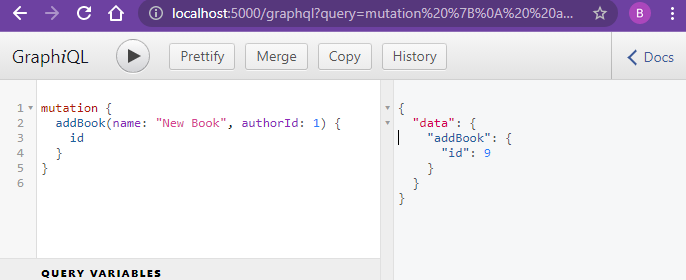 localhost:5000/graphql?query=mutation%20%7B%0A%20%20a...
B
GraphiQL
Prettify
Merge
Copy
History
Docs
1 mutation {
2 addBook(name: "New Book", authorId: 1) {
3 id
4 }
5 }
6
{
"data": {
"addBook": {
"id": 9
}
}
}
QUERY VARIABLES